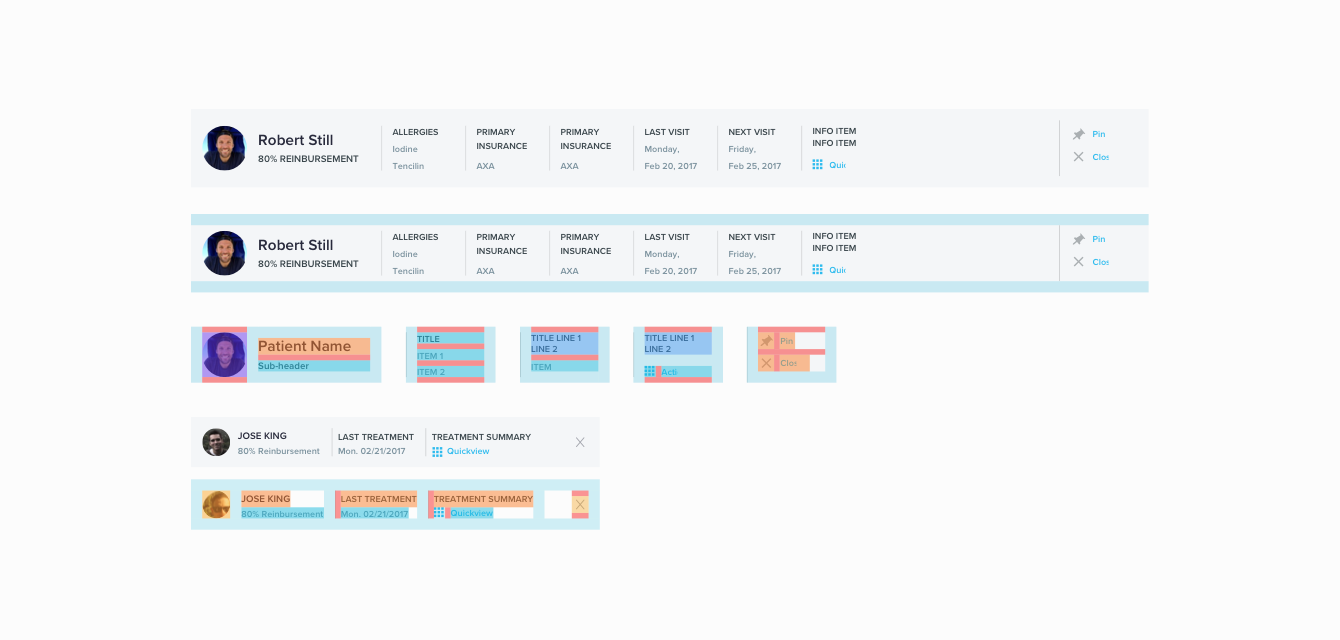 Robert Still
80% REINBURSEMENT
ALLERGIES
Iodine
Tencilin
PRIMARY
INSURANCE
AXA
PRIMARY
INSURANCE
AXA
LAST VISIT
Monday,
Feb 20, 2017
NEXT VISIT
Friday,
Feb 25, 2017
INFO ITEM
INFO ITEM
Quic
Pin
Clos
Robert Still
80% REINBURSEMENT
ALLERGIES
Iodine
Tencilin
PRIMARY
INSURANCE
AXA
PRIMARY
INSURANCE
AXA
LAST VISIT
Monday,
Feb 20, 2017
NEXT VISIT
Friday,
Feb 25, 2017
INFO ITEM
INFO ITEM
Quic
Pin
Clos
Patient Name
Sub-header
TITLE
ITEM 1
ITEM 2
TITLE LINE 1
LINE 2
ITEM
TITLE LINE 1
LINE 2
Acti
Pin
Clos
JOSE KING
80% Reinbursement
LAST TREATMENT
Mon. 02/21/2017
TREATMENT SUMMARY
Quickview
JOSE KING
80% Reinbursement
LAST TREATMENT
Mon. 02/21/2017
TREATMENT SUMMARY
Quickview